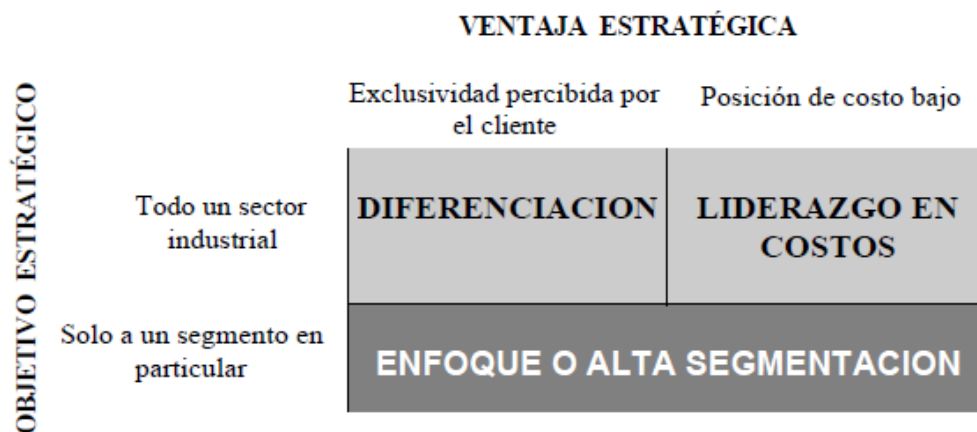 VENTAJA ESTRATÉGICA
Exclusividad percibida por
el cliente
Posición de costo bajo
OBJETIVO ESTRATÉGICO
Todo un sector
industrial
DIFERENCIACION
LIDERAZGO EN
COSTOS
Solo a un segmento en
particular
ENFOQUE O ALTA SEGMENTACION